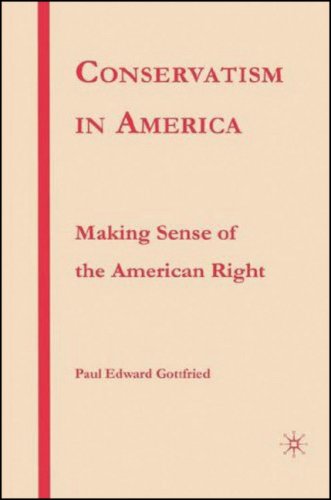 CONSERVATISM
IN AMERICA
Making Sense of
the American Right
Paul Edward Gottfried